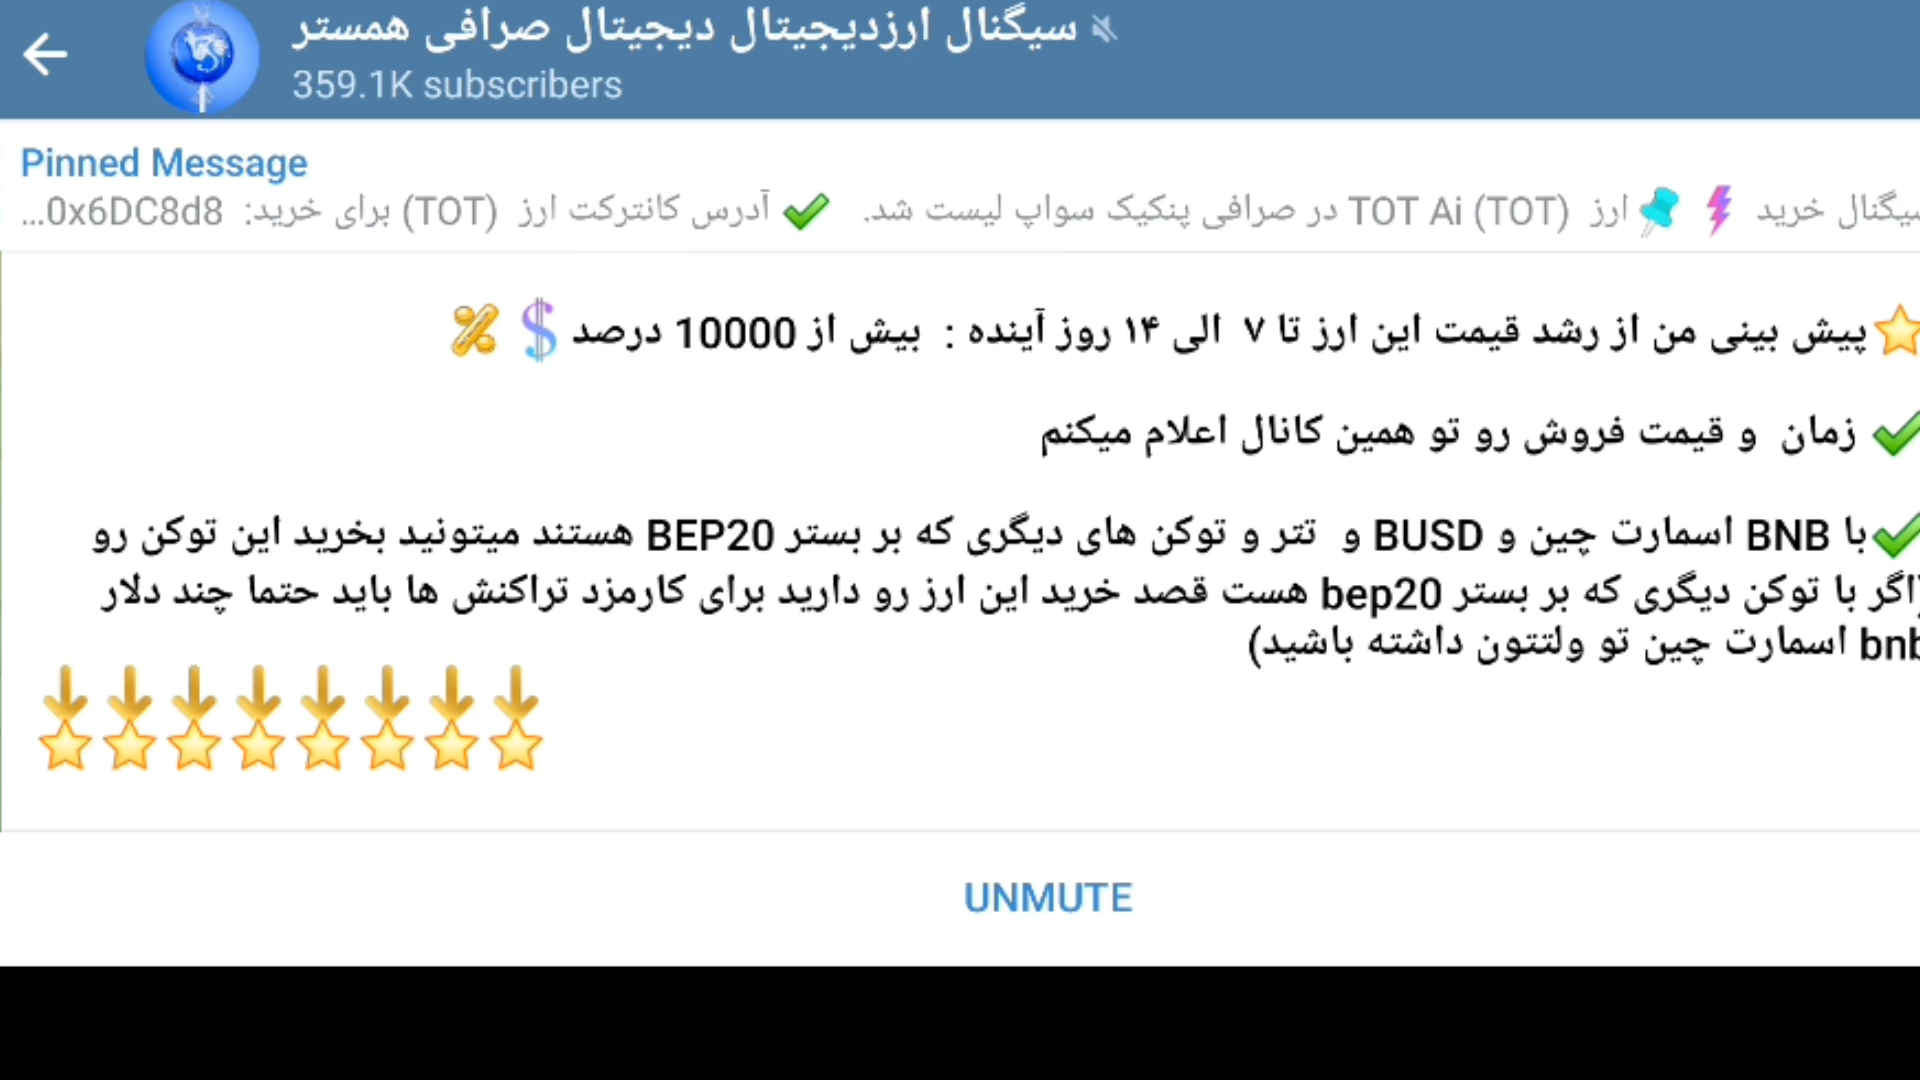 سیگنال ارزدیجیتال دیجیتال صرافی همستر
359.1K subscribers
Pinned Message
سیگنال خرید ⚡ 📌 ارز TOT Ai (TOT) در صرافی پنکیک سواپ لیست شد. ✔ آدرس کانترکت ارز (TOT) برای خرید: 0x6DC8d8...
⭐ پیش بینی من از رشد قیمت این ارز تا ۷ الی ۱۴ روز آینده : بیش از 10000 درصد
✔ زمان و قیمت فروش رو تو همین کانال اعلام میکنم
✔ با BNB اسمارت چین و BUSD و تتر و توکن های دیگری که بر بستر BEP20 هستند میتونید بخرید این توکن رو
(اگر با توکن دیگری که بر بستر bep20 هست قصد خرید این ارز رو دارید برای کارمزد تراکنش ها باید حتما چند دلار
bnb اسمارت چین تو ولتتون داشته باشید)
UNMUTE